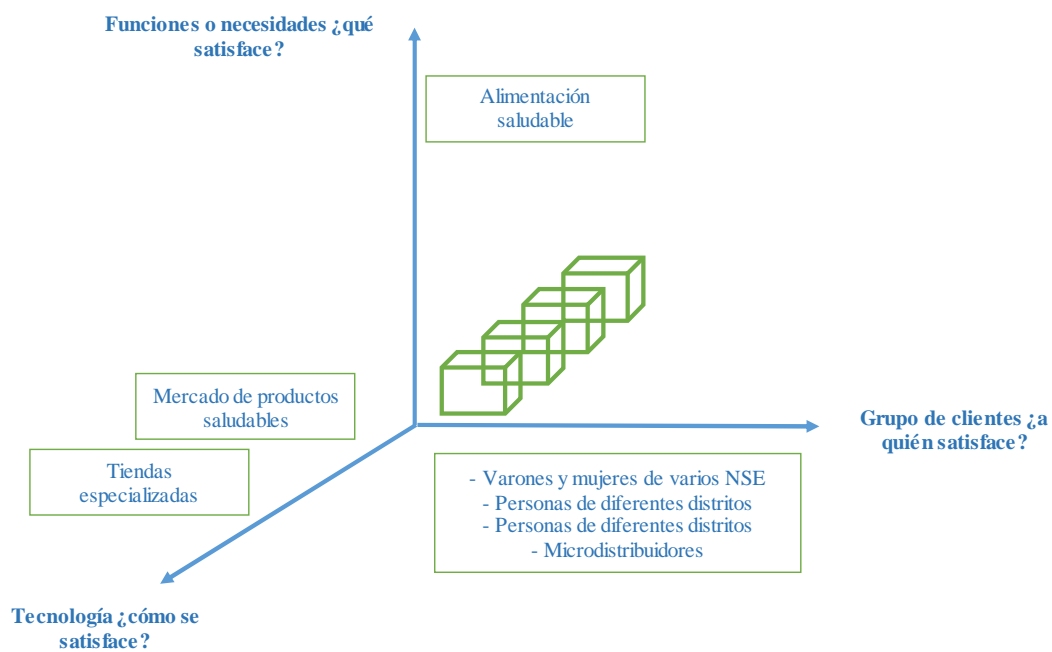 Funciones o necesidades ¿qué
satisface?
Alimentación
saludable
Mercado de productos
saludables
Grupo de clientes ¿a
quién satisface?
Tiendas
especializadas
- Varones y mujeres de varios NSE
- Personas de diferentes distritos
- Personas de diferentes distritos
- Microdistribuidores
Tecnología ¿cómo se
satisface?